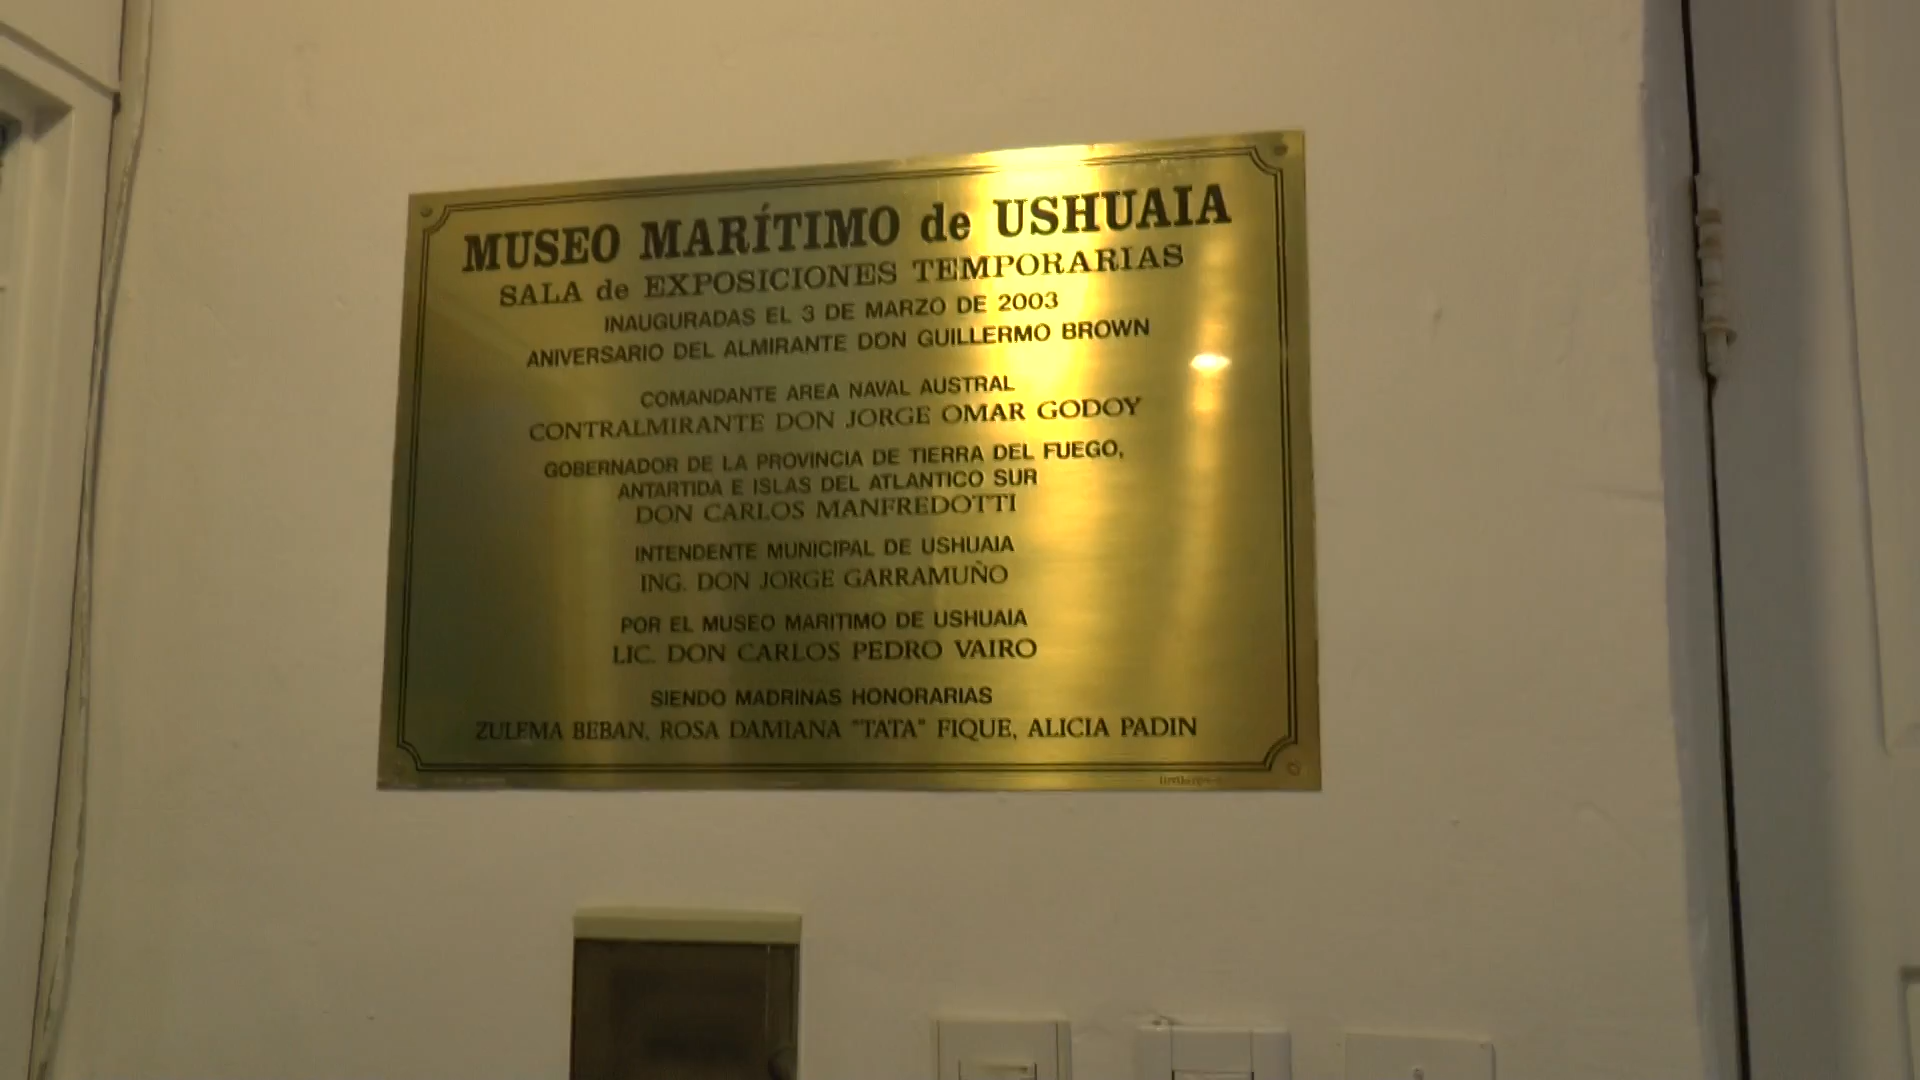 MUSEO MARÍTIMO de USHUAIA
SALA de EXPOSICIONES TEMPORARIAS
INAUGURADAS EL 3 DE MARZO DE 2003
ANIVERSARIO DEL ALMIRANTE DON GUILLERMO BROWN
COMANDANTE AREA NAVAL AUSTRAL
CONTRALMIRANTE DON JORGE OMAR GODOY
GOBERNADOR DE LA PROVINCIA DE TIERRA DEL FUEGO,
ANTARTIDA E ISLAS DEL ATLANTICO SUR
DON CARLOS MANFREDOTTI
INTENDENTE MUNICIPAL DE USHUAIA
ING. DON JORGE GARRAMUÑO
POR EL MUSEO MARITIMO DE USHUAIA
LIC. DON CARLOS PEDRO VAIRO
SIENDO MADRINAS HONORARIAS
ZULEMA BEBAN, ROSA DAMIANA "TATA" FIQUE, ALICIA PADIN